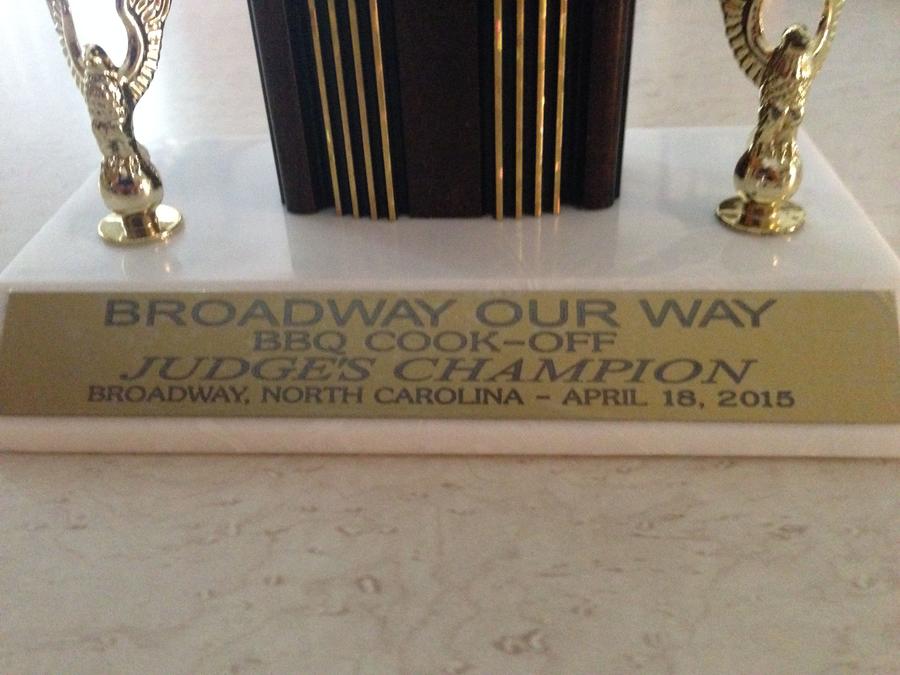 BROADWAY OUR WAY
BBQ COOK-OFF
JUDGE'S CHAMPION
BROADWAY, NORTH CAROLINA - APRIL 18, 2015